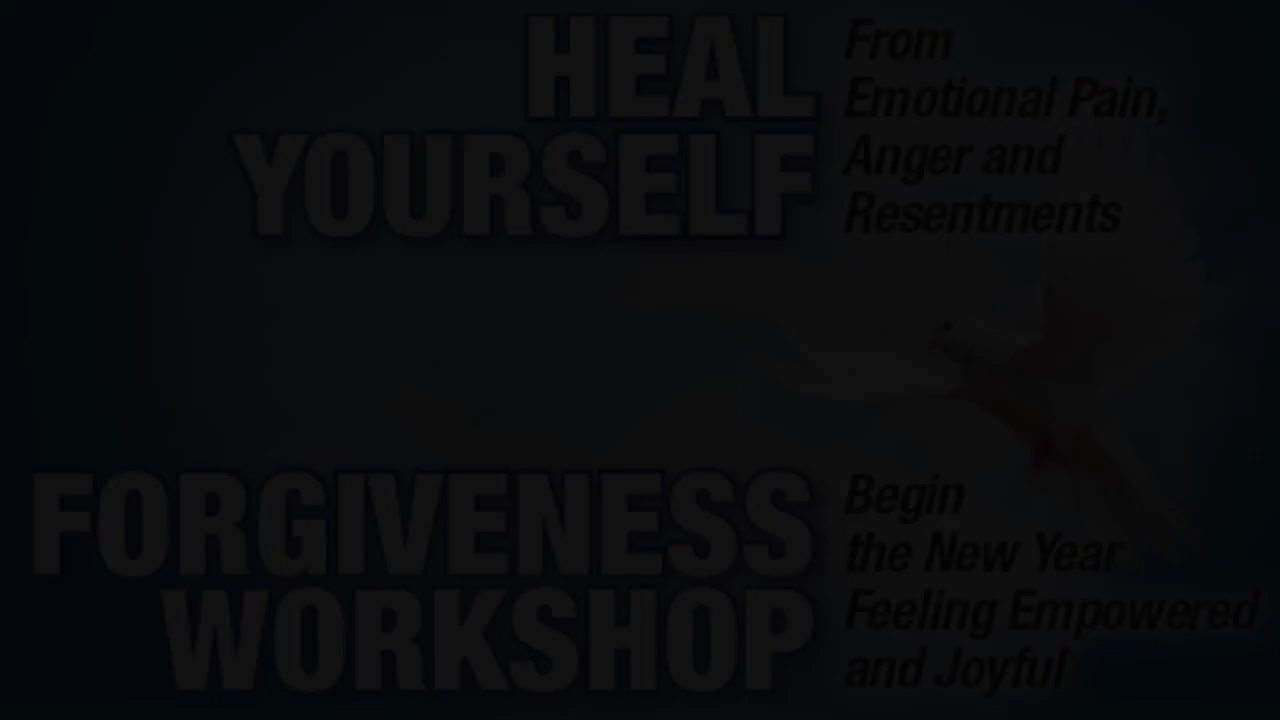 HEAL
YOURSELF
From
Emotional Pain,
Anger and
Resentments
FORGIVENESS
WORKSHOP
Begin
the New Year
Feeling Empowered
and Joyful